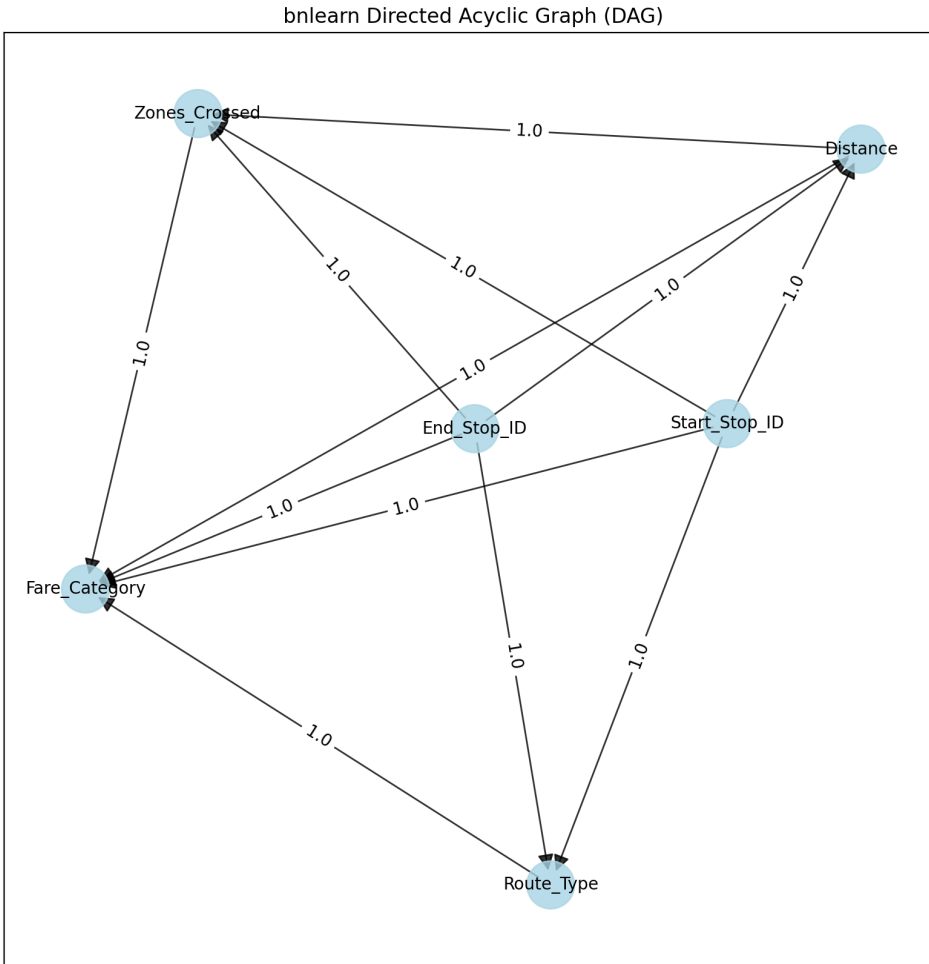 bnlearn Directed Acyclic Graph (DAG)
Zones_Crossed
1.0
Distance
1.0
1.0
1.0
1.0
1.0
1.0
End_Stop_ID
Start_Stop_ID
1.0
1.0
Fare_Category
1.0
1.0
1.0
Route_Type